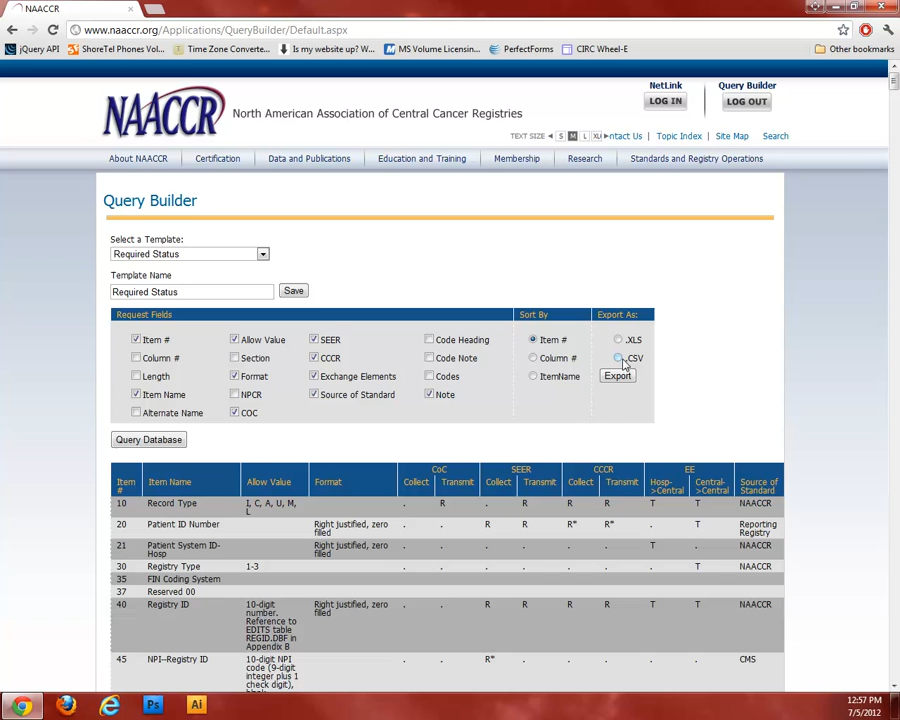 NAACCR
www.naaccr.org/Applications/QueryBuilder/Default.aspx
jQuery API ShoreTel Phones Vol... Time Zone Converte... Is my website up? W... MS Volume Licensin... PerfectForms CIRC Wheel-E Other bookmarks
NAACCR
North American Association of Central Cancer Registries
NetLink Query Builder
LOG IN LOG OUT
TEXT SIZE S M L XL ntact Us Topic Index Site Map Search
About NAACCR Certification Data and Publications Education and Training Membership Research Standards and Registry Operations
Query Builder
Select a Template:
Required Status
Template Name
Required Status Save
Request Fields Sort By Export As:
Item # Allow Value SEER Code Heading Item # .XLS
Column # Section CCCR Code Note Column # .CSV
Length Format Exchange Elements Codes ItemName Export
Item Name NPCR Source of Standard Note
Alternate Name COC
Query Database
CoC SEER CCCR EE
Item # Item Name Allow Value Format Collect Transmit Collect Transmit Collect Transmit Hosp->Central Central->Central Source of Standard
10 Record Type I, C, A, U, M, L . R . R R R T T NAACCR
20 Patient ID Number Right justified, zero filled . . R R R* R* . T Reporting Registry
21 Patient System ID-Hosp Right justified, zero filled . . . . . . T . NAACCR
30 Registry Type 1-3 . . . . . . . T NAACCR
35 FIN Coding System
37 Reserved 00
40 Registry ID 10-digit number. Reference to EDITS table REGID.DBF in Appendix B Right justified, zero filled . . R R R R T T NAACCR
45 NPI--Registry ID 10-digit NPI code (9-digit integer plus 1 check digit), . . R* . . . . . CMS
Ps Ai
12:57 PM
7/5/2012